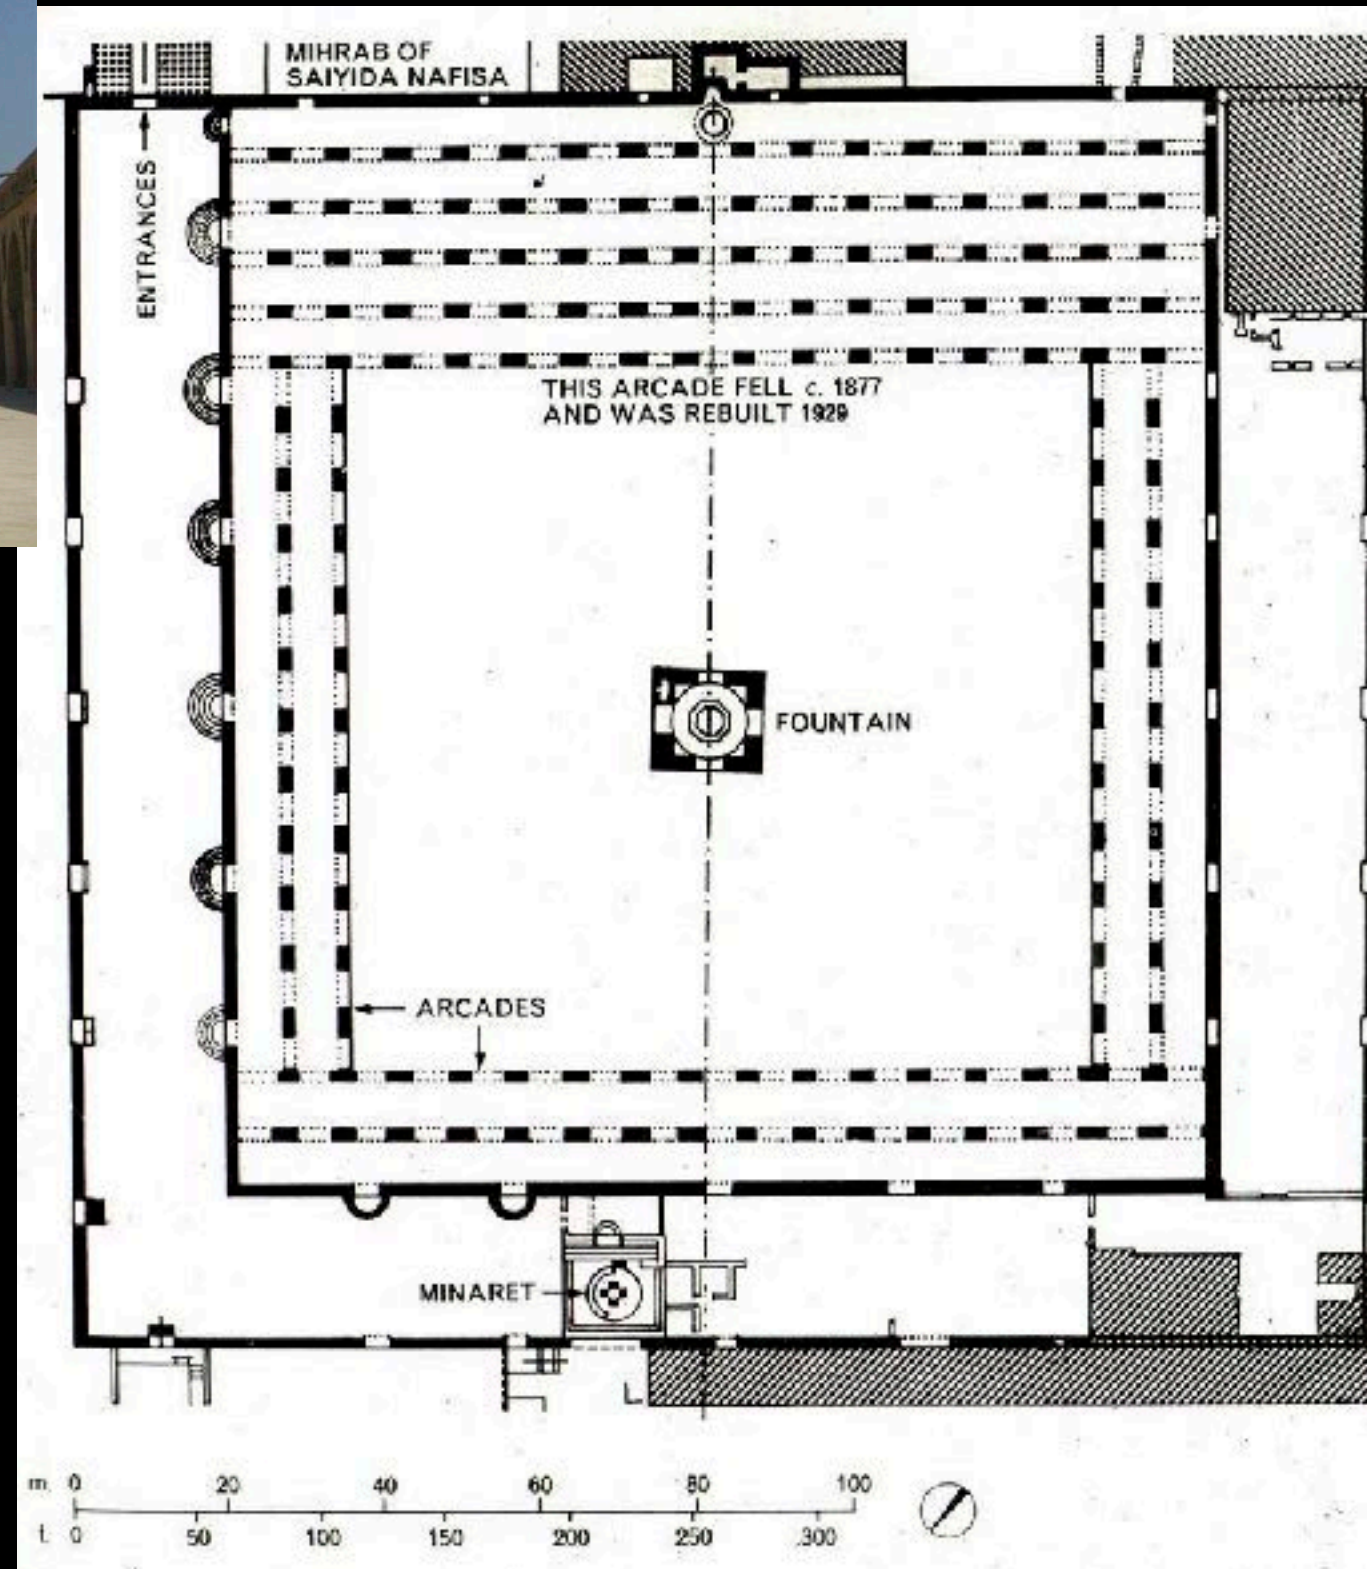 MIHRAB OF
SAIYIDA NAFISA
ENTRANCES
THIS ARCADE FELL c. 1877
AND WAS REBUILT 1929
FOUNTAIN
ARCADES
MINARET
m 0 20 40 60 80 100
0 50 100 150 200 250 300